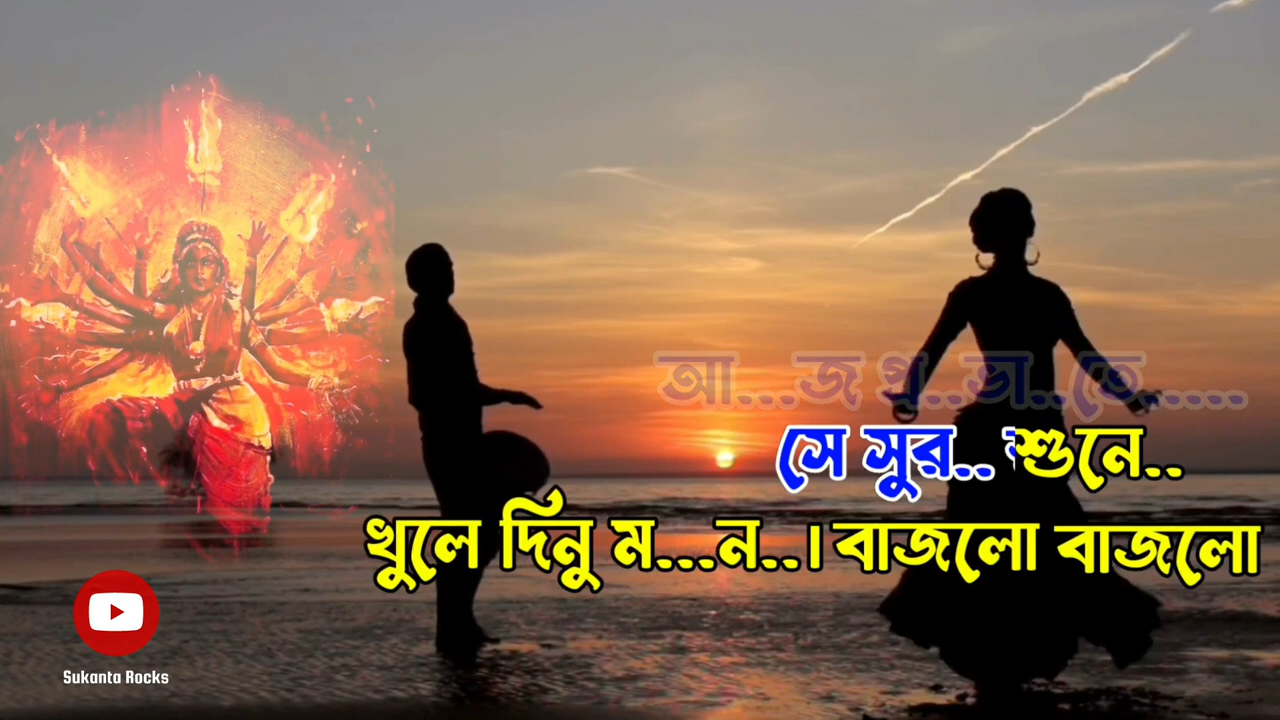 আ...জ প্র..ভা..তে......
সে সুর.. শুনে..
খুলে দিনু ম...ন..। বাজলো বাজলো
Sukanta Rocks